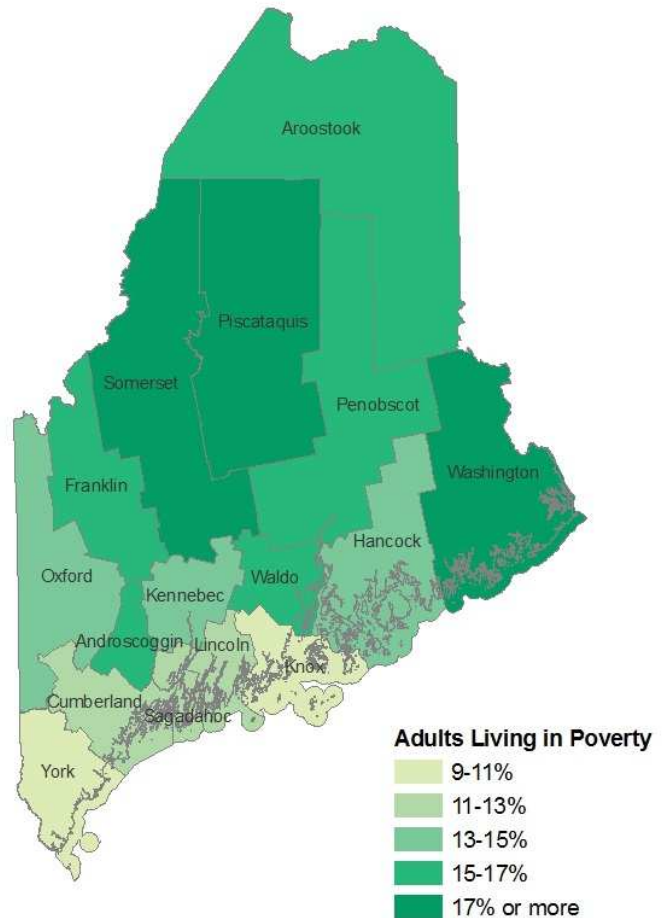 Aroostook
Piscataquis
Somerset
Penobscot
Washington
Franklin
Hancock
Oxford
Waldo
Kennebec
Androscoggin
Lincoln
Knox
Cumberland
Sagadahoc
York
Adults Living in Poverty
9-11%
11-13%
13-15%
15-17%
17% or more